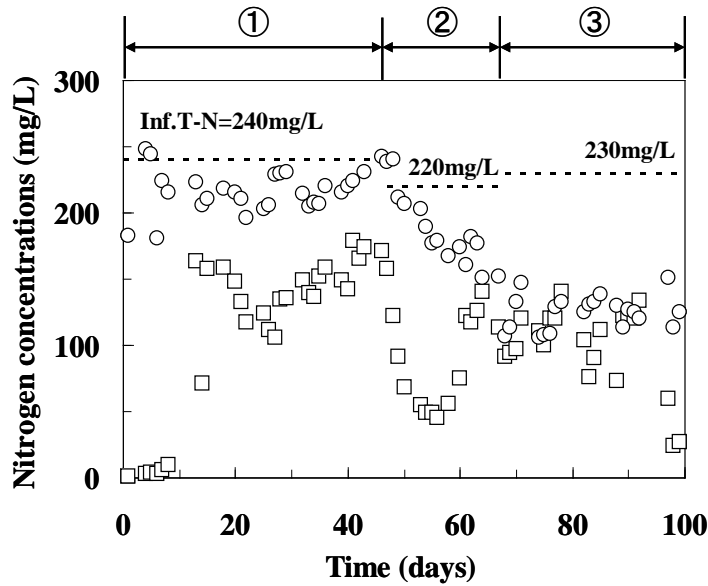 ① ② ③
300
Inf.T-N=240mg/L
230mg/L
220mg/L
200
100
0
0 20 40 60 80 100
Time (days)
Nitrogen concentrations (mg/L)